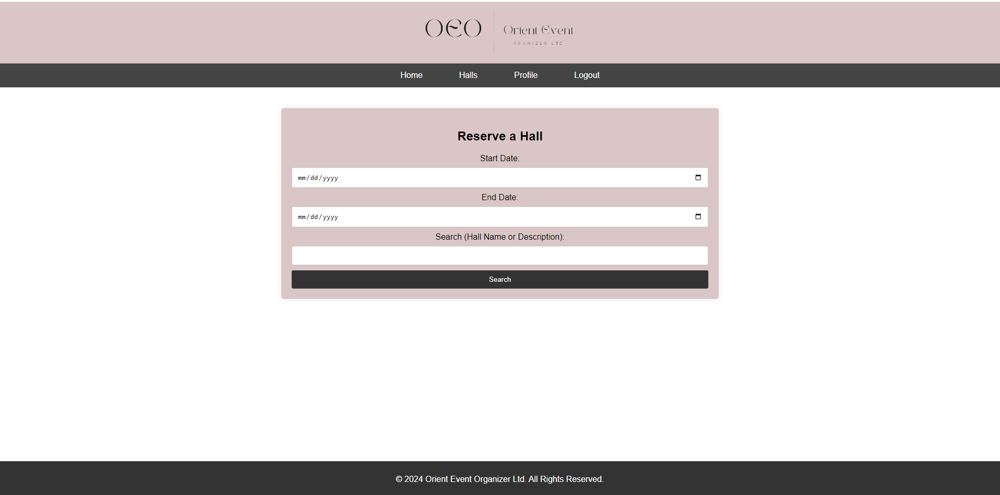 OEO
Orient Event
ORGNIZER LTD
Home Halls Profile Logout
Reserve a Hall
Start Date:
mm/dd/yyyy
End Date:
mm/dd/yyyy
Search (Hall Name or Description):
Search
© 2024 Orient Event Organizer Ltd. All Rights Reserved.